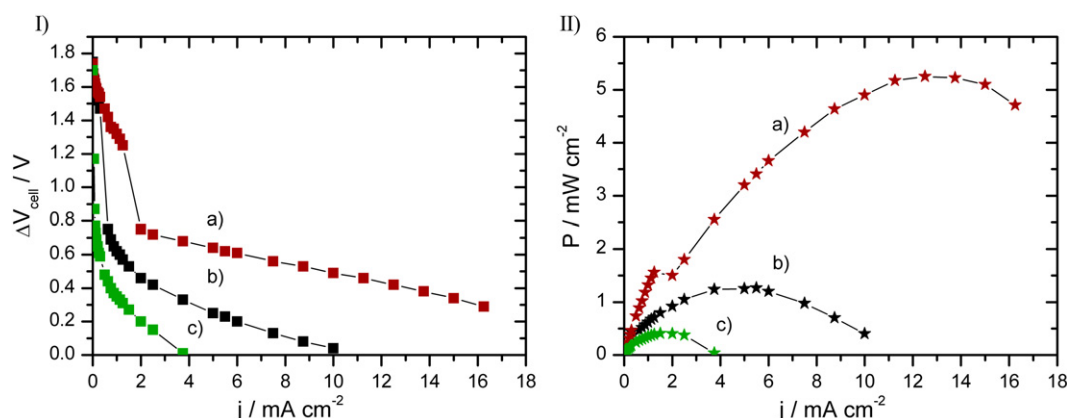 I)
1.8
1.6
1.4
1.2
1.0
0.8
0.6
0.4
0.2
0.0
ΔV_cell / V
a)
b)
c)
0 2 4 6 8 10 12 14 16 18
j / mA cm⁻²
II)
6
5
4
3
2
1
0
P / mW cm⁻²
a)
b)
c)
0 2 4 6 8 10 12 14 16 18
j / mA cm⁻²